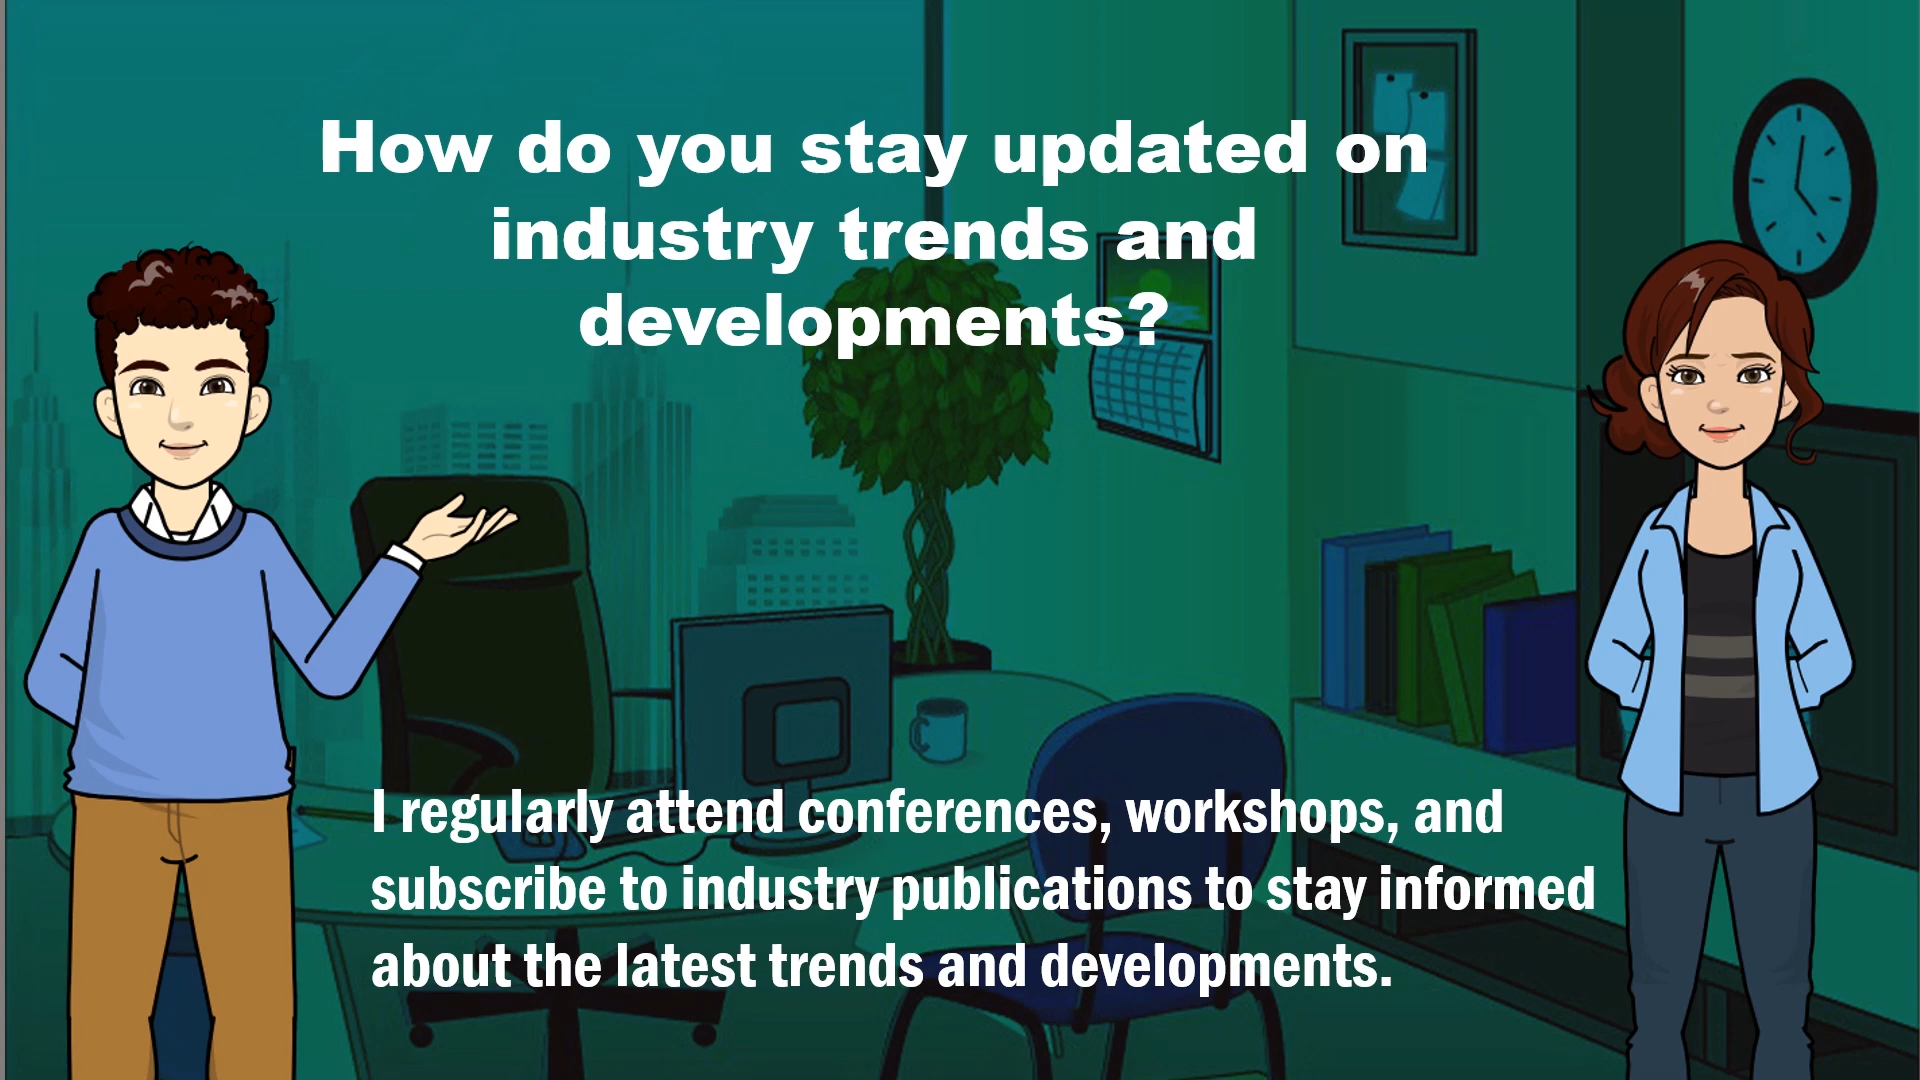 How do you stay updated on
industry trends and
developments?
I regularly attend conferences, workshops, and
subscribe to industry publications to stay informed
about the latest trends and developments.